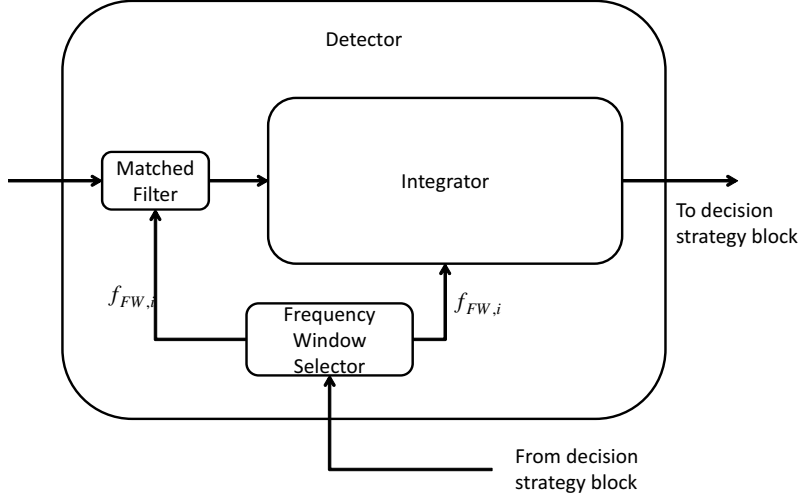 Detector
Matched
Filter
Integrator
To decision
strategy block
f_{FW,i}
f_{FW,i}
Frequency
Window
Selector
From decision
strategy block